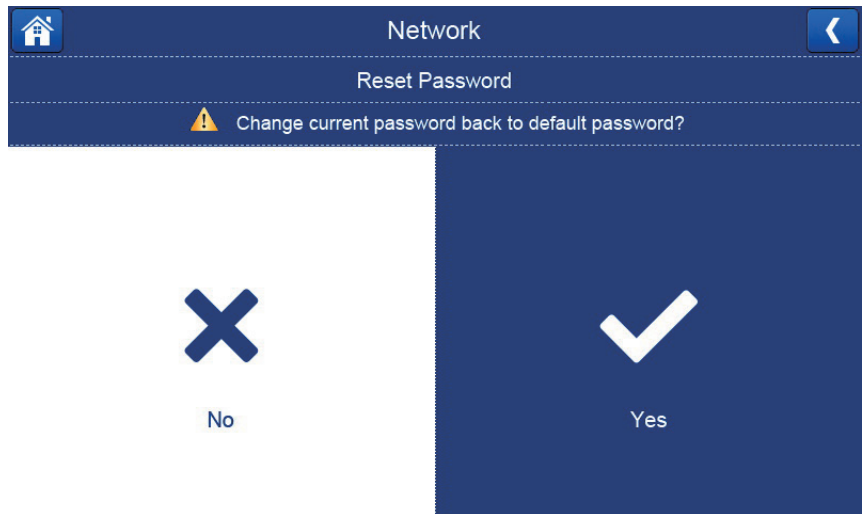 Network
Reset Password
Change current password back to default password?
No
Yes